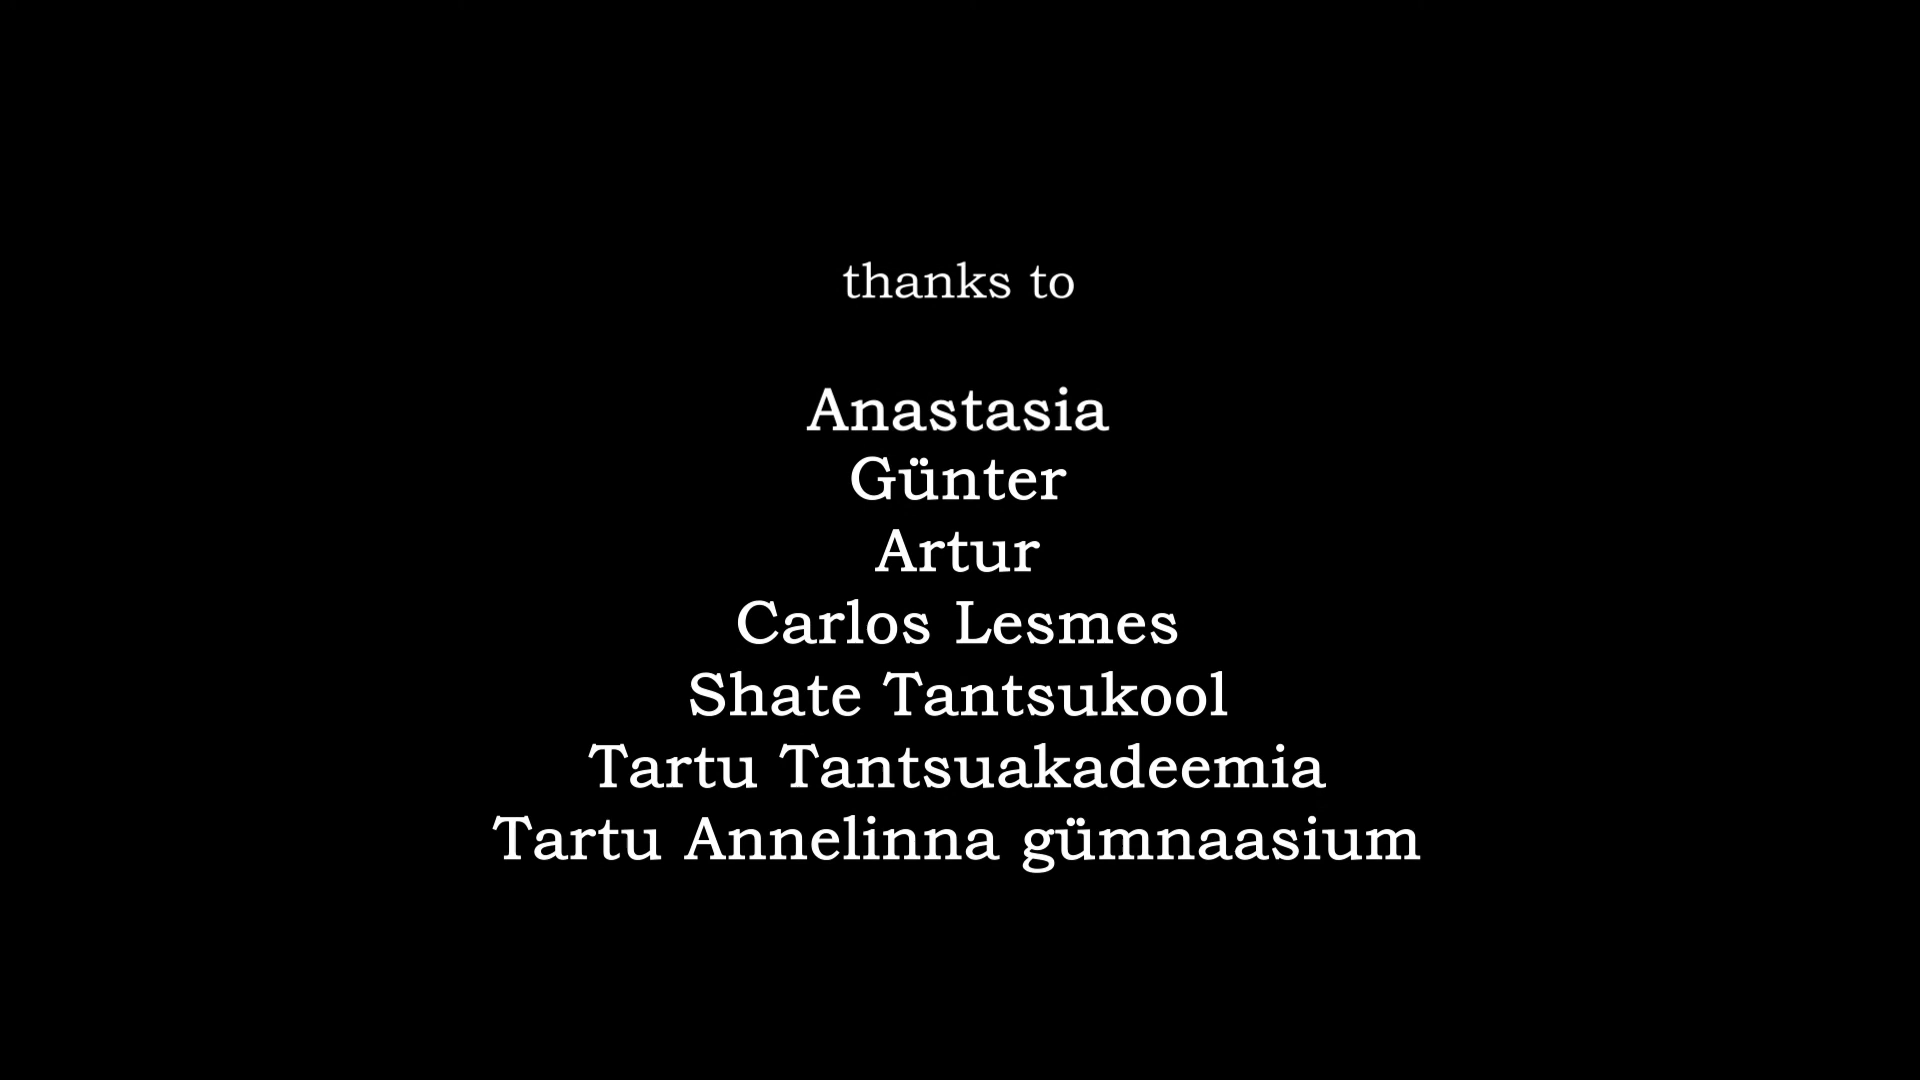 thanks to
Anastasia
Günter
Artur
Carlos Lesmes
Shate Tantsukool
Tartu Tantsuakadeemia
Tartu Annelinna gümnaasium